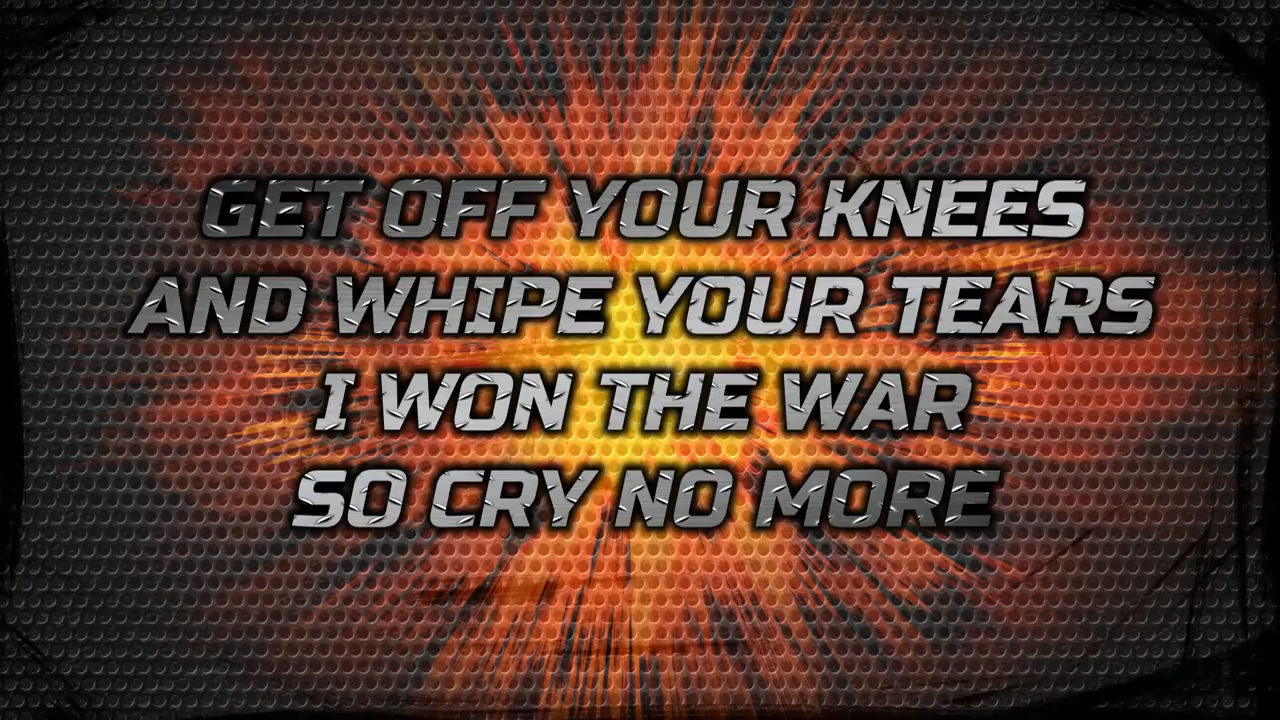 GET OFF YOUR KNEES
AND WHIPE YOUR TEARS
I WON THE WAR
SO CRY NO MORE